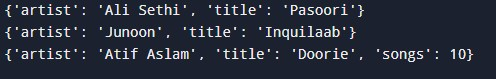 {'artist': 'Ali Sethi', 'title': 'Pasoori'}
{'artist': 'Junoon', 'title': 'Inquilaab'}
{'artist': 'Atif Aslam', 'title': 'Doorie', 'songs': 10}